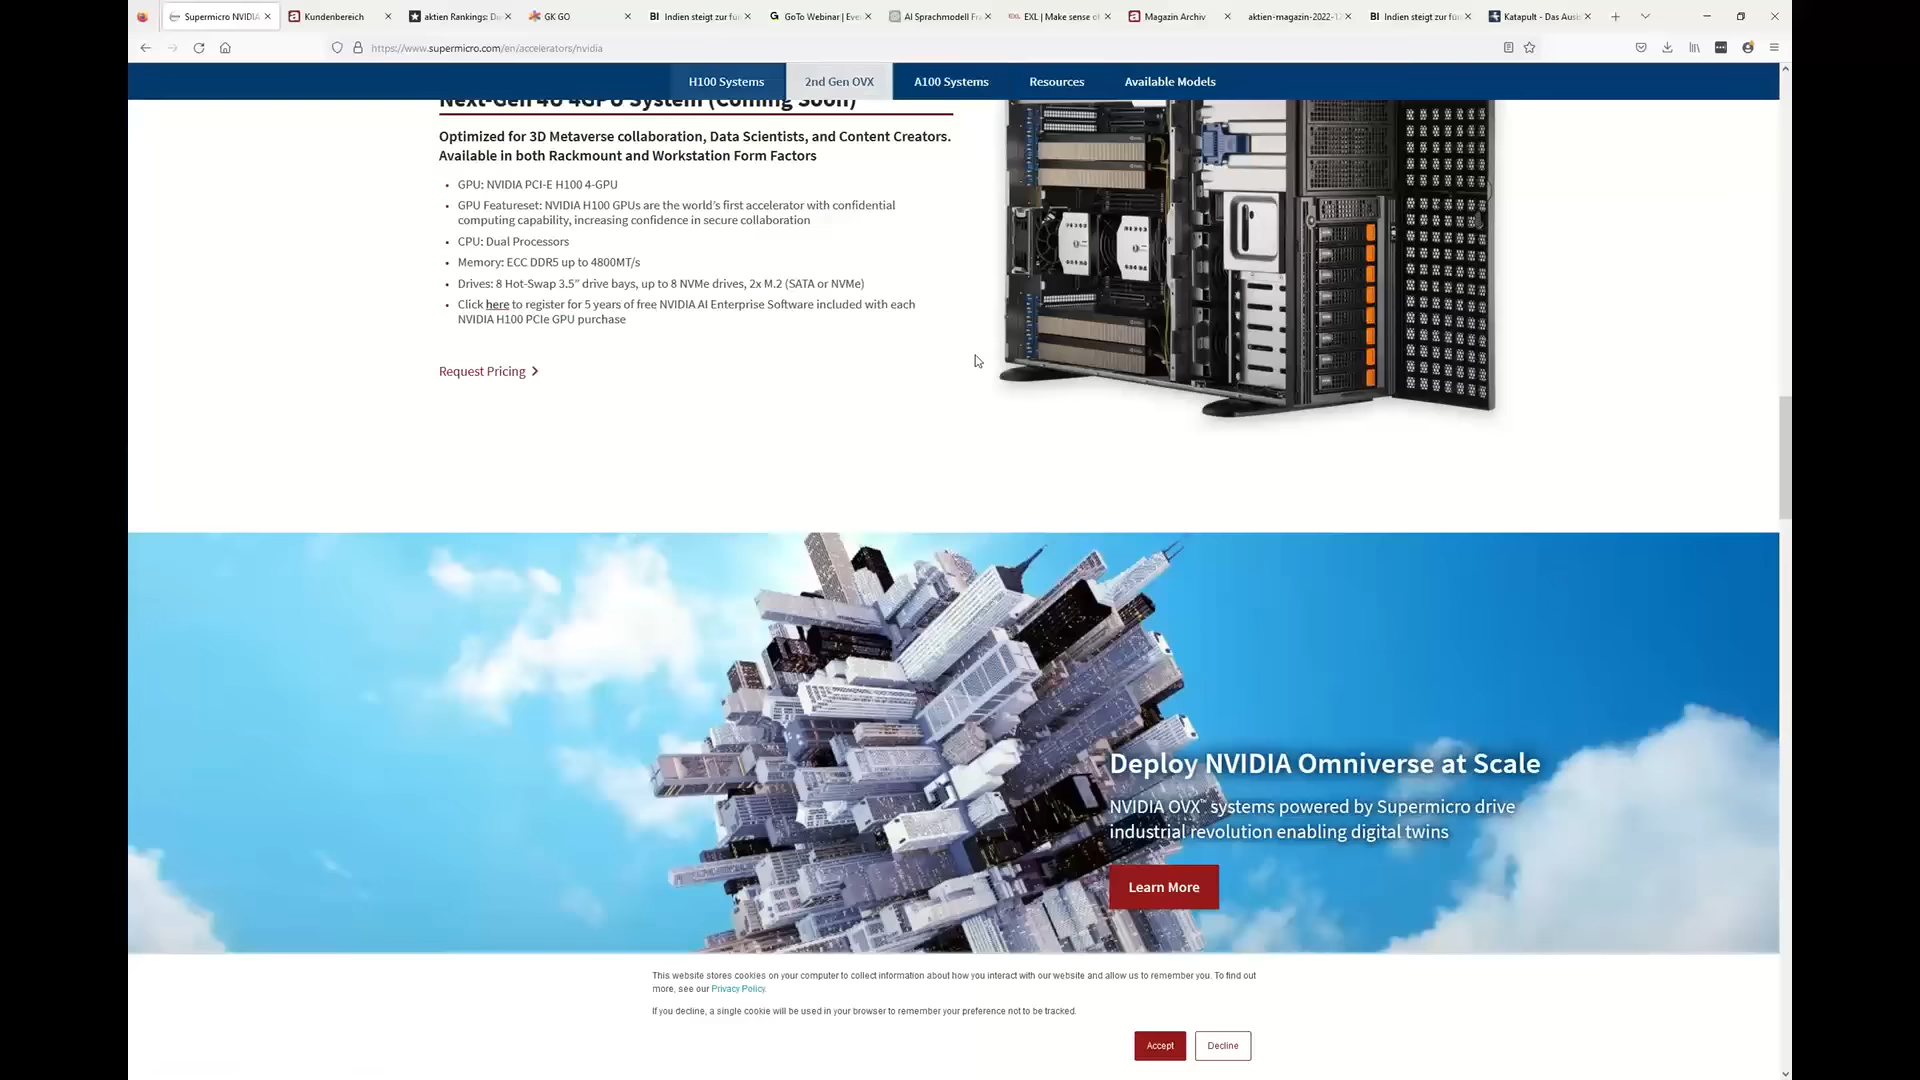 Supermicro NVIDIA
Kundenbereich
aktien Rankings: Di
GK GO
BI
Indien steigt zur fün
GoTo Webinar | Eve
AI Sprachmodell Fr
EXL | Make sense o
Magazin Archiv
aktien-magazin-2022-1
BI
Indien steigt zur fün
Katapult - Das Aus
https://www.supermicro.com/en/accelerators/nvidia
H100 Systems
2nd Gen OVX
A100 Systems
Resources
Available Models
Next-Gen 4U 4GPU System (Coming Soon)
Optimized for 3D Metaverse collaboration, Data Scientists, and Content Creators.
Available in both Rackmount and Workstation Form Factors
• GPU: NVIDIA PCI-E H100 4-GPU
• GPU Featureset: NVIDIA H100 GPUs are the world's first accelerator with confidential
computing capability, increasing confidence in secure collaboration
• CPU: Dual Processors
• Memory: ECC DDR5 up to 4800MT/s
• Drives: 8 Hot-Swap 3.5" drive bays, up to 8 NVMe drives, 2x M.2 (SATA or NVMe)
• Click here to register for 5 years of free NVIDIA AI Enterprise Software included with each
NVIDIA H100 PCIe GPU purchase
Request Pricing
Deploy NVIDIA Omniverse at Scale
NVIDIA OVX™ systems powered by Supermicro drive
industrial revolution enabling digital twins
Learn More
This website stores cookies on your computer to collect information about how you interact with our website and allow us to remember you. To find out
more, see our Privacy Policy.
If you decline, a single cookie will be used in your browser to remember your preference not to be tracked.
Accept
Decline